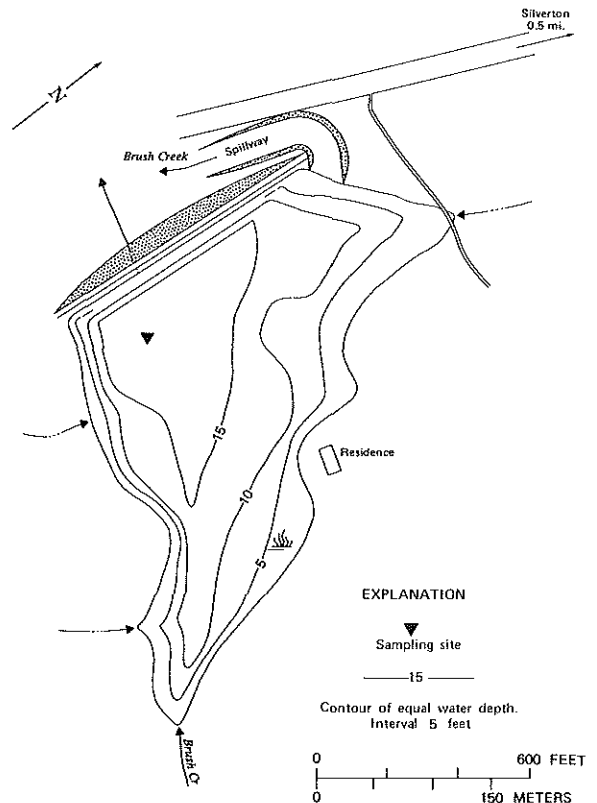 Silverton
0.5 mi.
N
Brush Creek
Spillway
15
Residence
10
5
EXPLANATION
Sampling site
15
Contour of equal water depth.
Interval 5 feet
Brush Cr
0 600 FEET
0 150 METERS